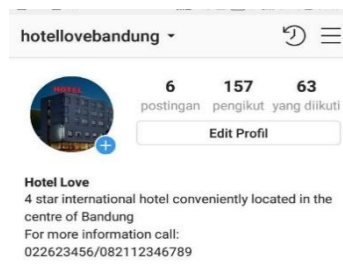 hotellovebandung
HOTEL
6 157 63
postingan pengikut yang diikuti
Edit Profil
Hotel Love
4 star international hotel conveniently located in the
centre of Bandung
For more information call:
022623456/082112346789